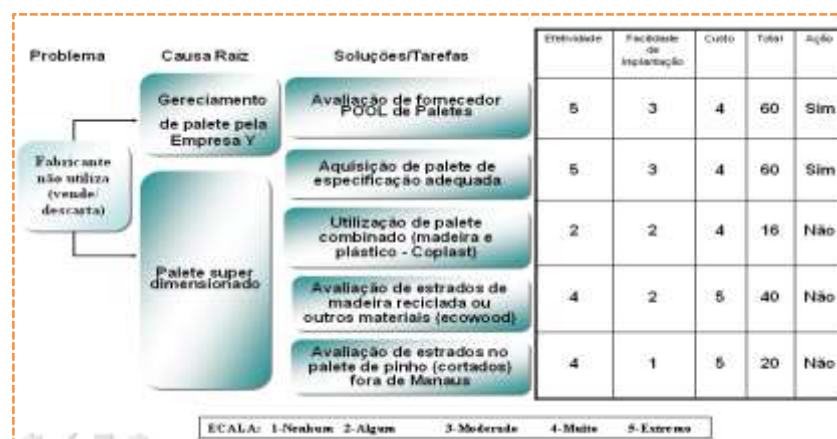 Problema
Causa Raiz
Soluções/Tarefas
Efetividade
Facilidade
de
Implantação
Custo
Total
Ação
Fabricante
não utiliza
(vende/
descarta)
Gereciamento
de palete pela
Empresa Y
Palete super
dimensionado
Avaliação de fornecedor
POOL de Paletes
5 3 4 60 Sim
Aquisição de palete de
especificação adequada
5 3 4 60 Sim
Utilização de palete
combinado (madeira e
plástico - Coplast)
2 2 4 16 Não
Avaliação de estrados de
madeira reciclada ou
outros materiais (ecowood)
4 2 5 40 Não
Avaliação de estrados no
palete de pinho (cortados)
fora de Manaus
4 1 5 20 Não
ECALA: 1-Nenhum 2-Algum 3-Moderado 4-Muito 5-Extremo